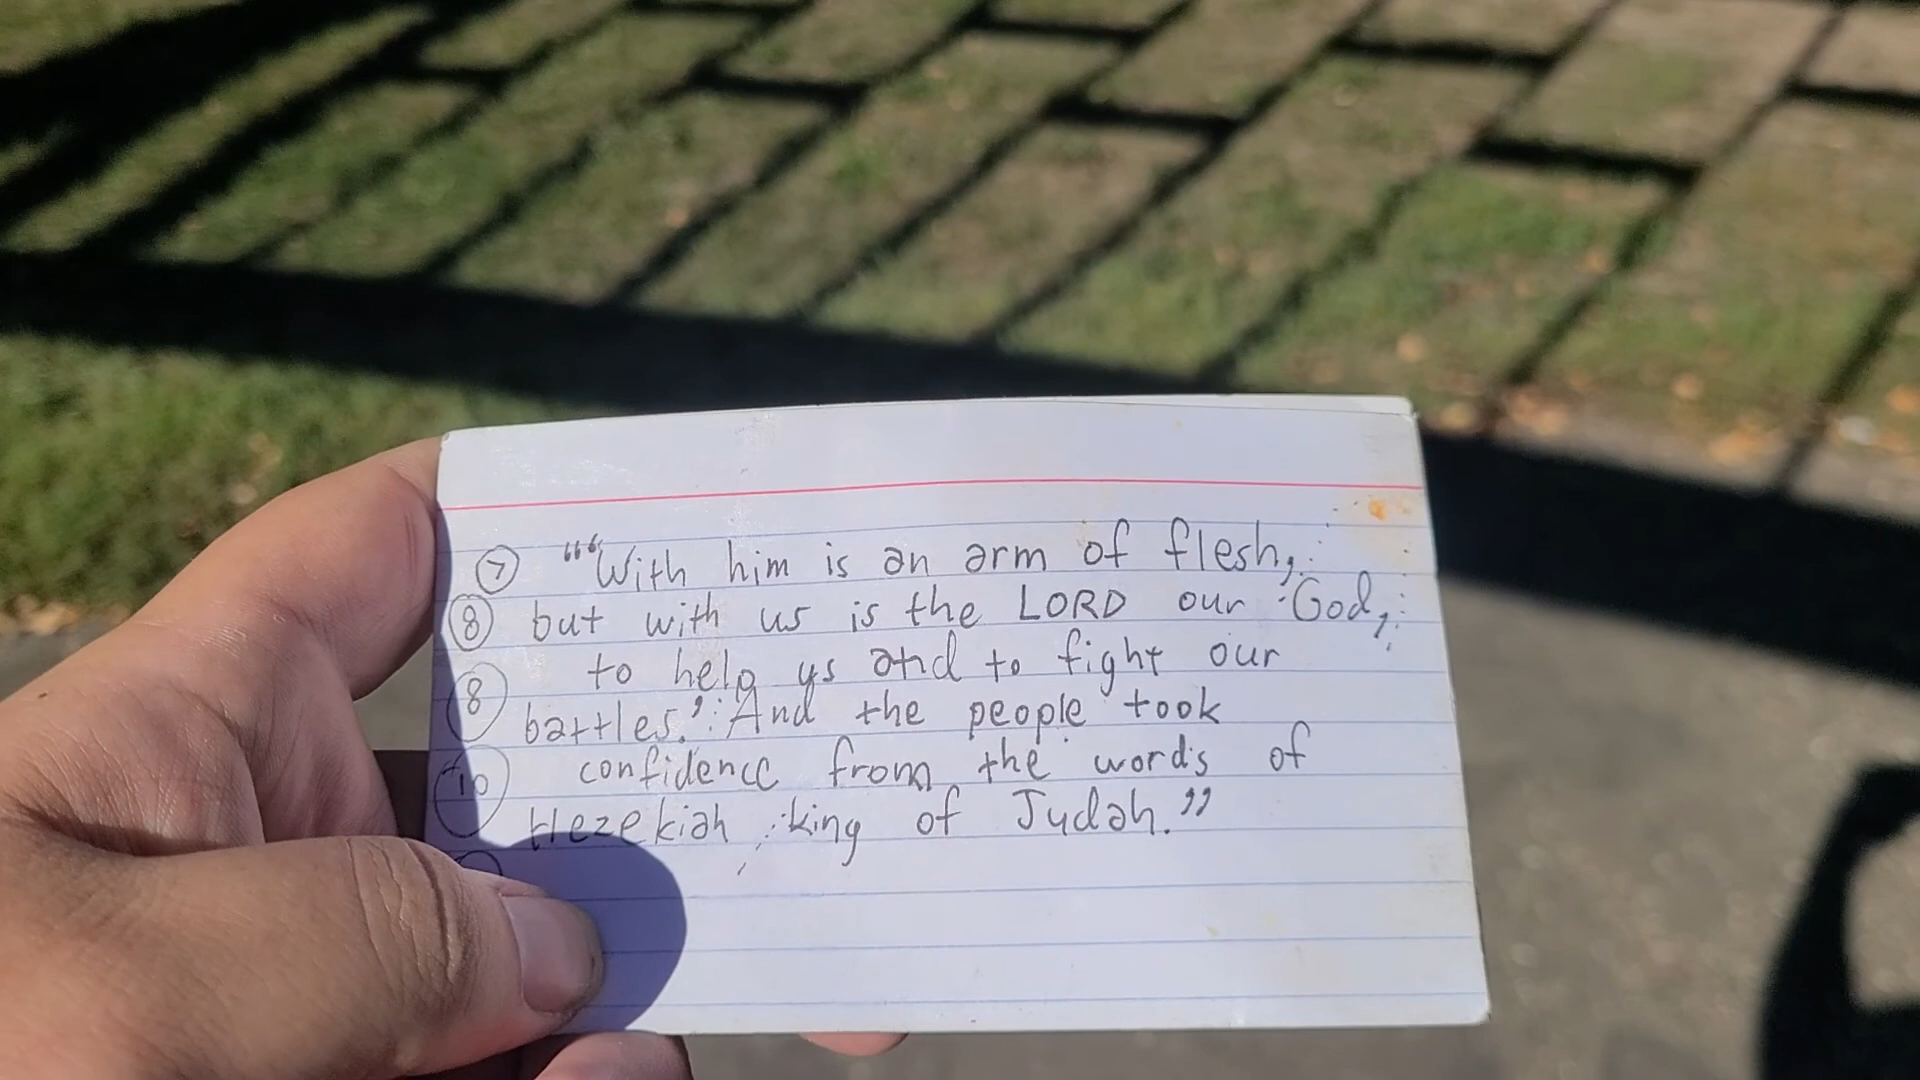 ⑦ "'With him is an arm of flesh,
⑧ but with us is the LORD our God,
⑧ to help us and to fight our
battles.' And the people took
⑩ confidence from the words of
Hezekiah king of Judah."